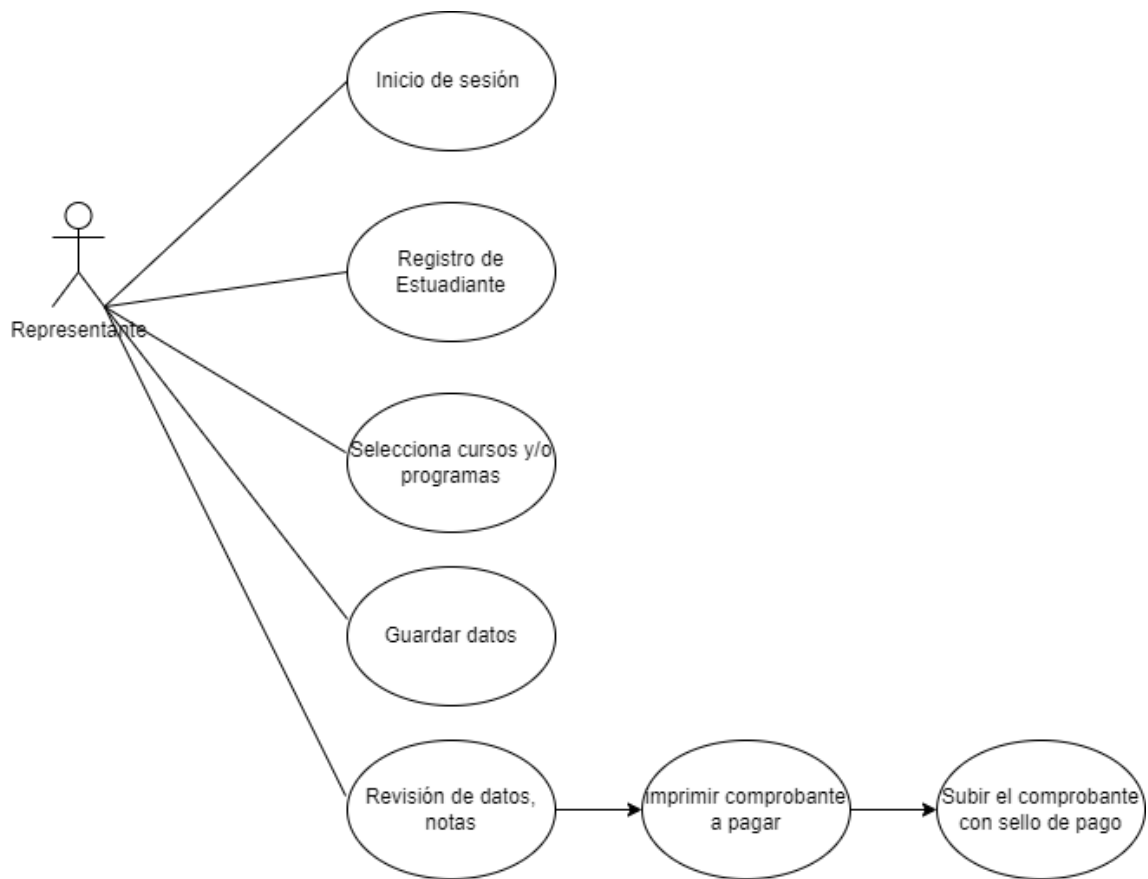 Inicio de sesión
Registro de
Estuadiante
Representante
Selecciona cursos y/o
programas
Guardar datos
Revisión de datos,
notas
Imprimir comprobante
a pagar
Subir el comprobante
con sello de pago